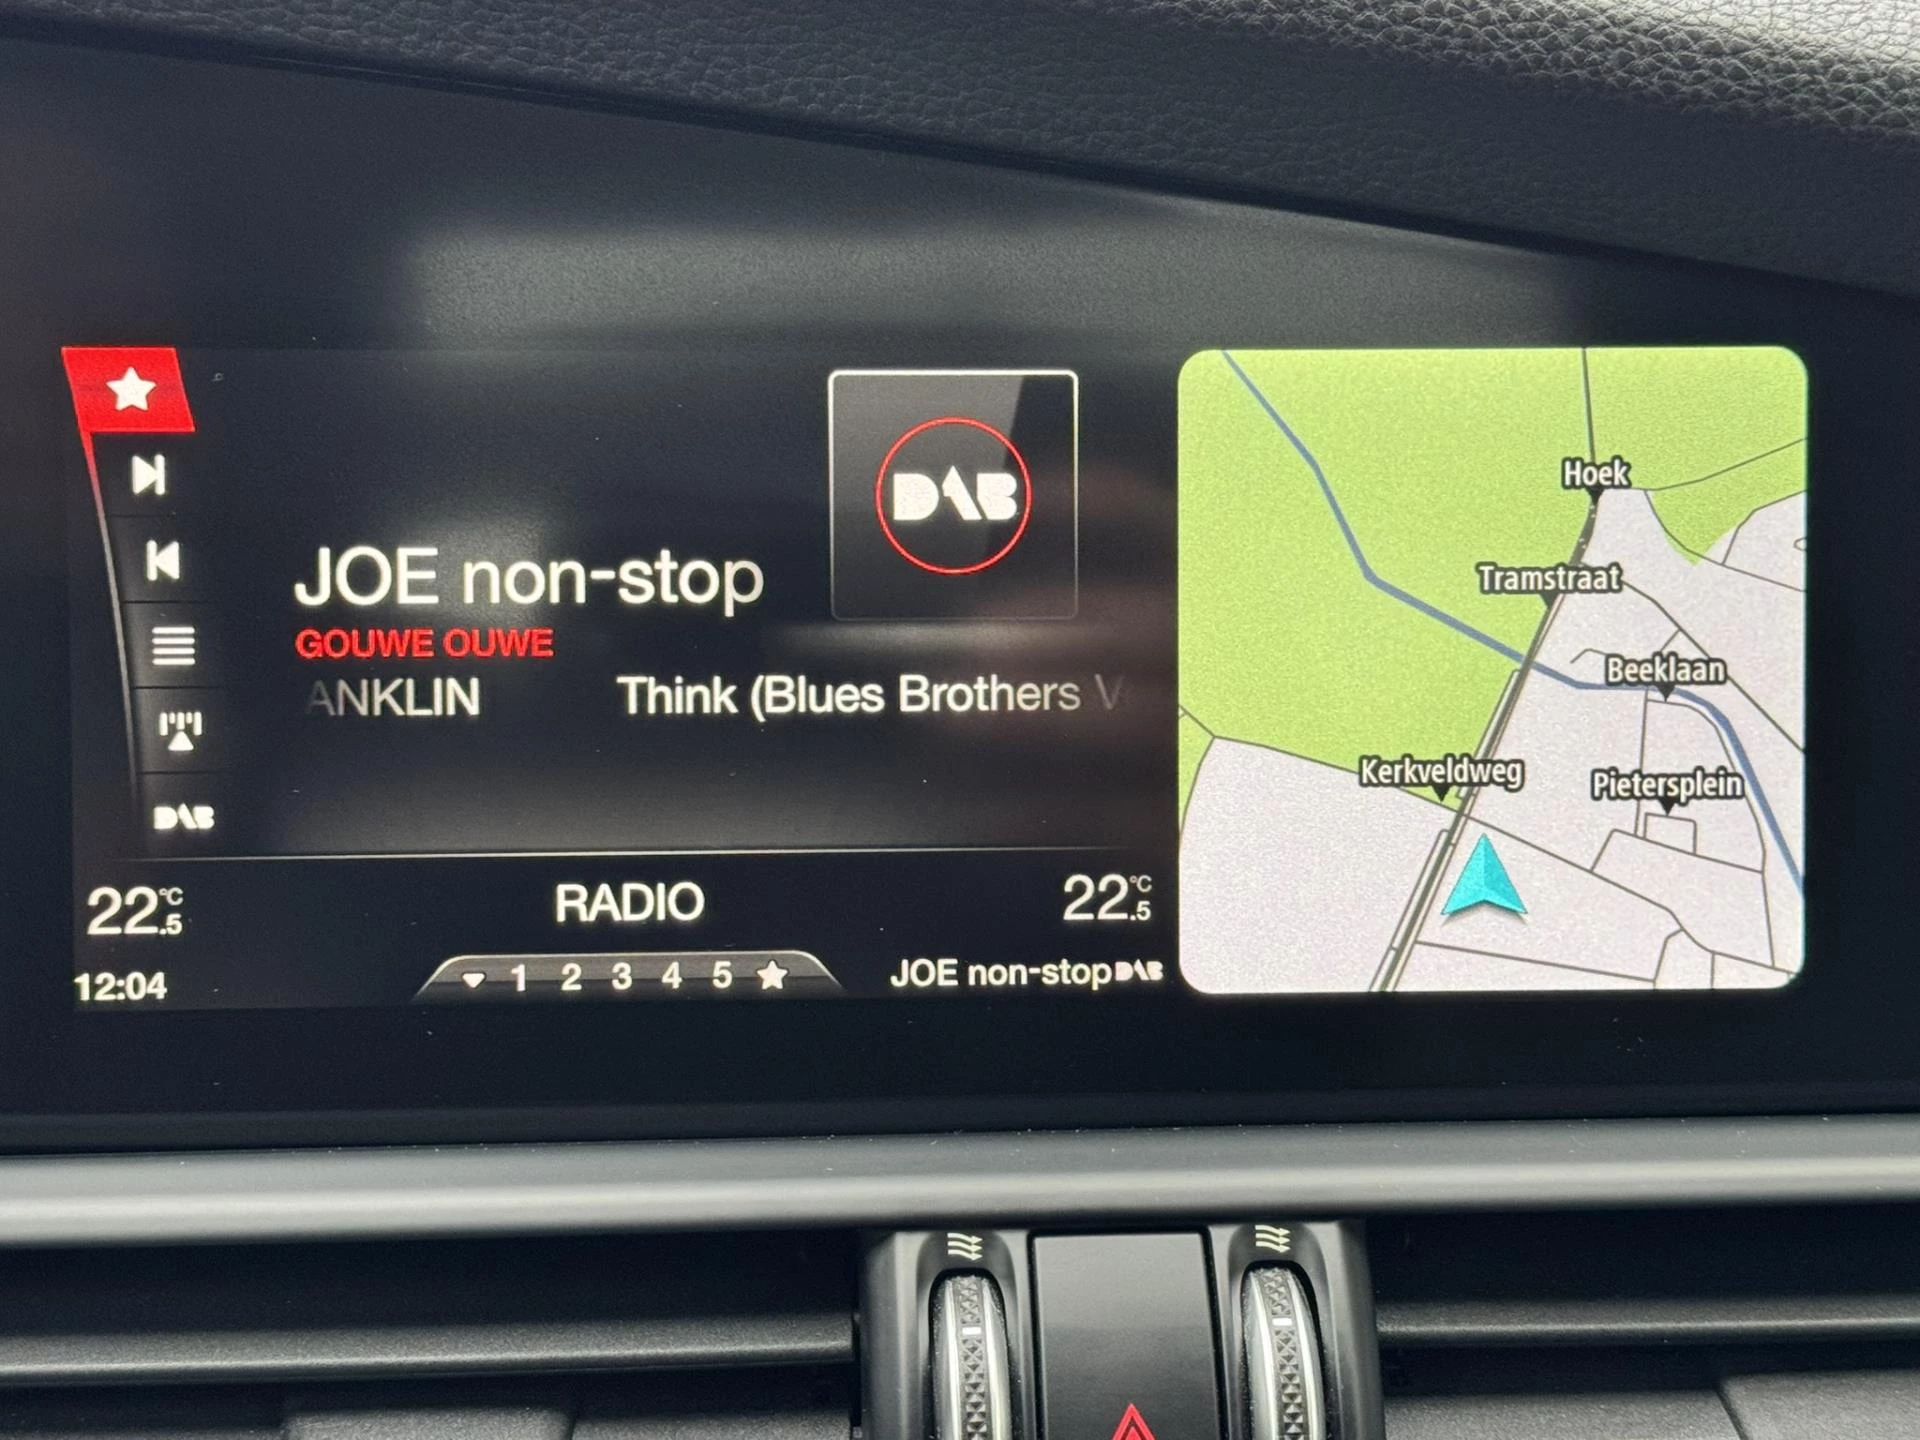 DAB
JOE non-stop
GOUWE OUWE
ANKLIN Think (Blues Brothers V
DAB
22.5 °C
RADIO
22.5 °C
12:04
1 2 3 4 5
JOE non-stop DAB
Hoek
Tramstraat
Beeklaan
Kerkveldweg
Pietersplein